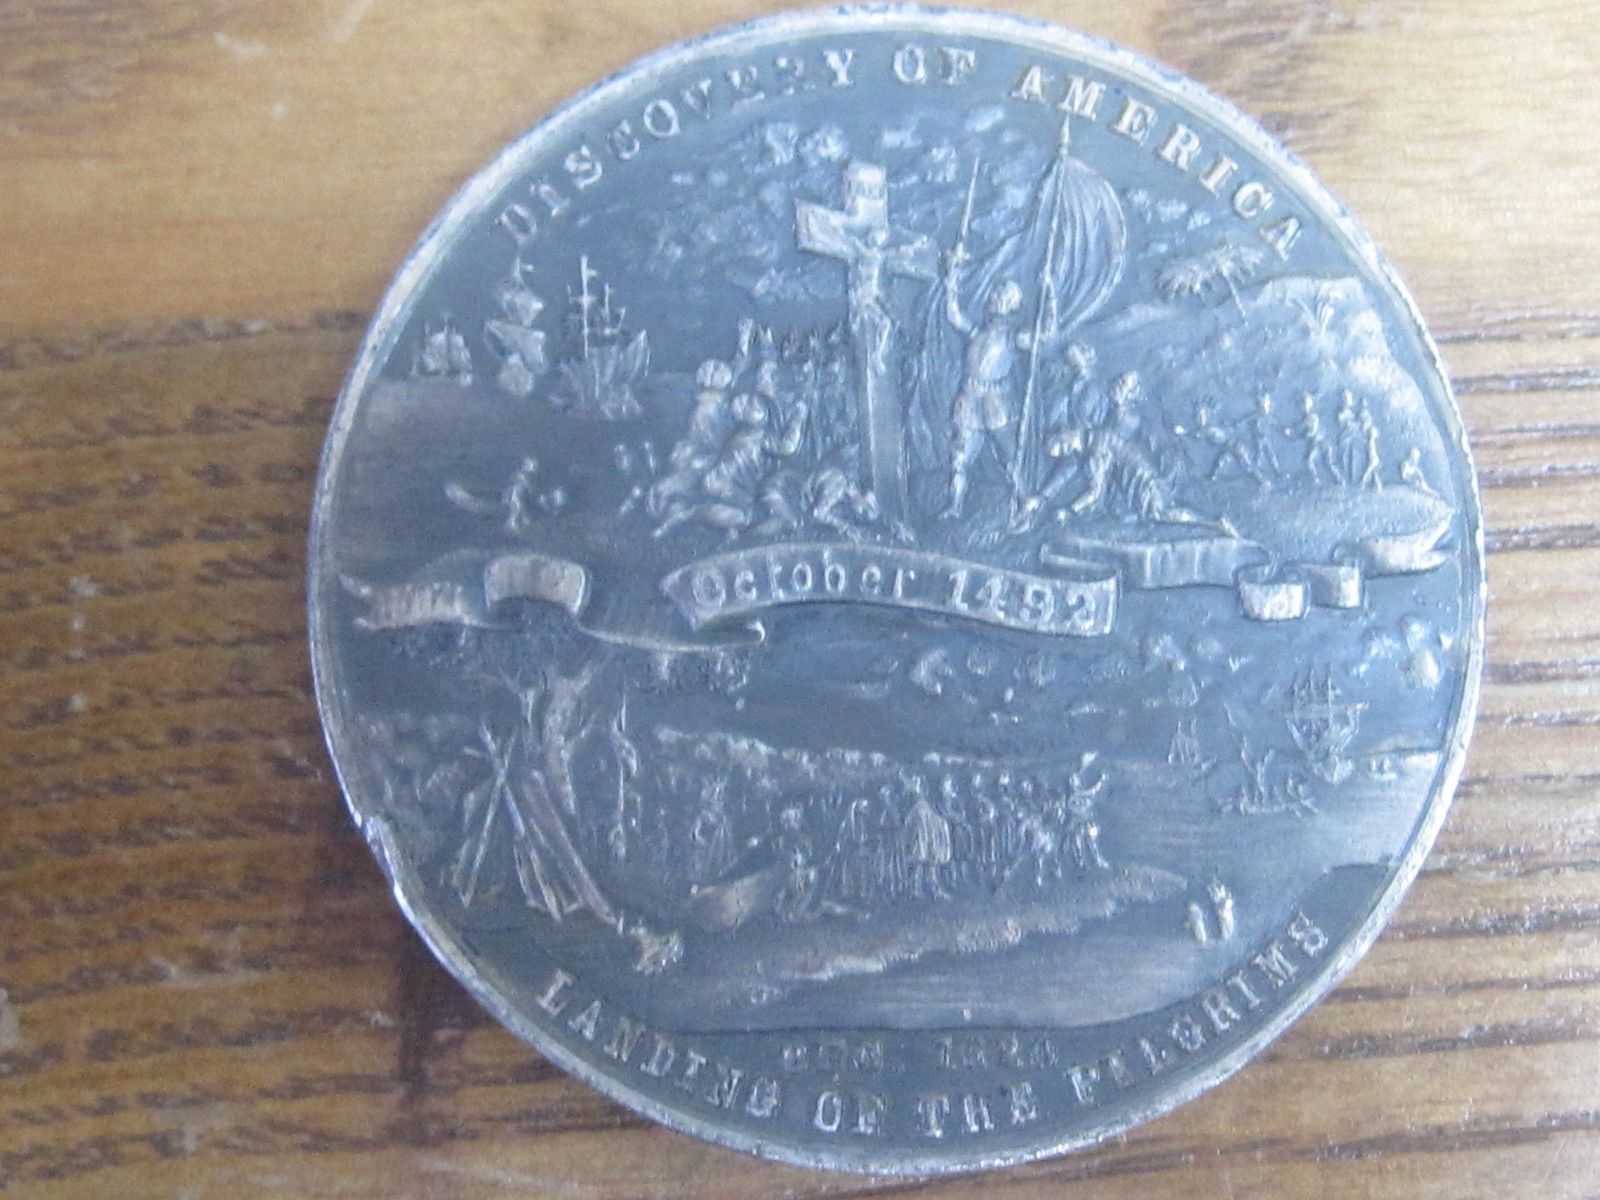 DISCOVERY OF AMERICA
October 1492
LANDING OF THE PILGRIMS